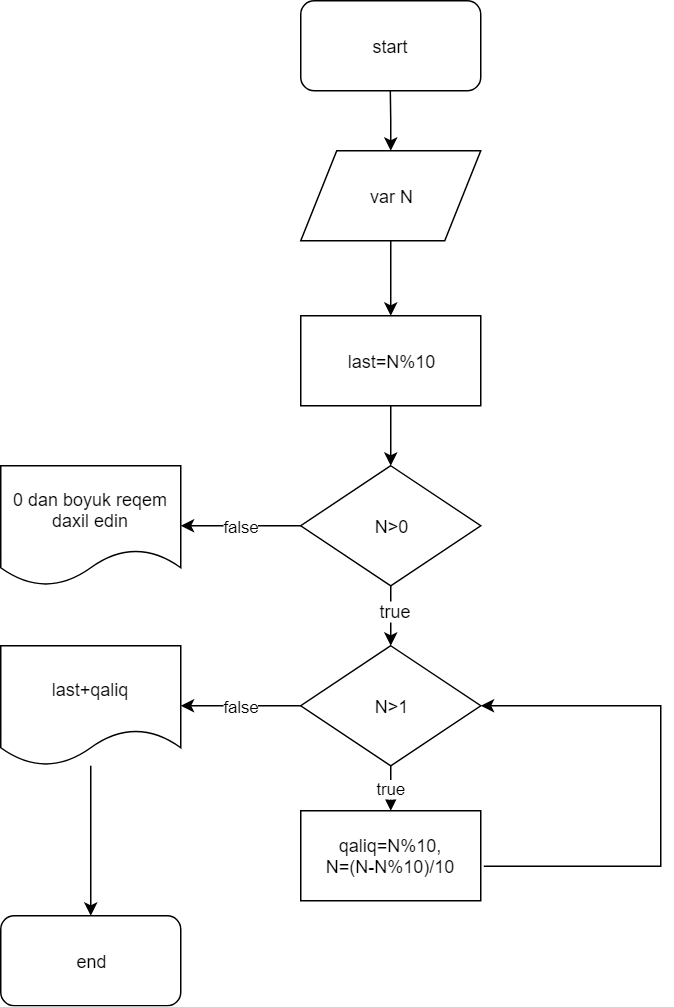 start
var N
last=N%10
0 dan boyuk reqem
daxil edin
false
N>0
true
last+qaliq
false
N>1
true
qaliq=N%10,
N=(N-N%10)/10
end